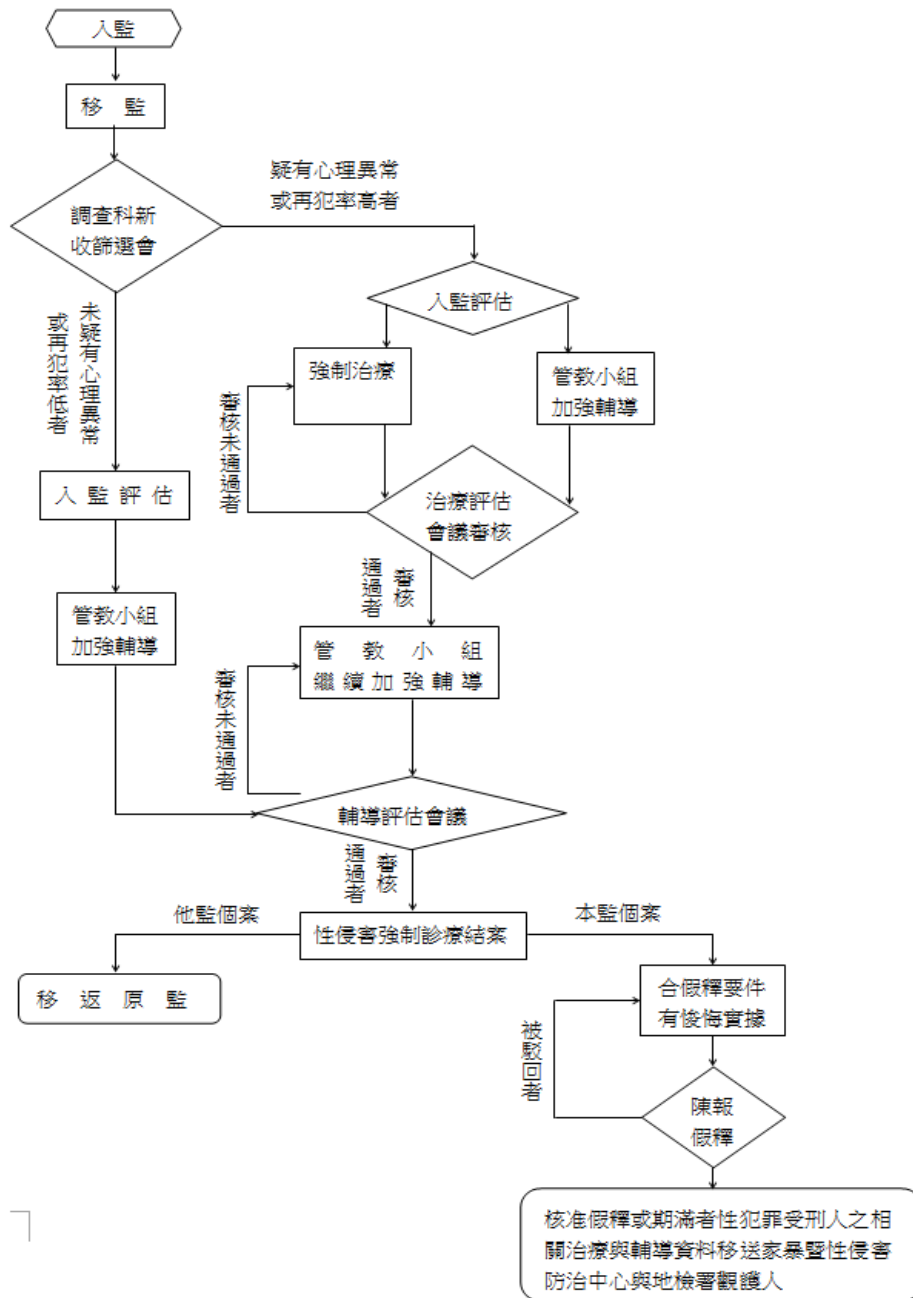 入監
移 監
疑有心理異常
或再犯率高者
調查科新
收篩選會
入監評估
未疑有心理異常
或再犯率低者
強制治療
管教小組
加強輔導
審核未通過者
入 監 評 估
治療評估
會議審核
審核
通過者
管教小組
加強輔導
管 教 小 組
繼 續 加 強 輔 導
審核未通過者
輔導評估會議
審核
通過者
他監個案
性侵害強制診療結案
本監個案
移 返 原 監
合假釋要件
有悛悔實據
被駁回者
陳報
假釋
核准假釋或期滿者性犯罪受刑人之相
關治療與輔導資料移送家暴暨性侵害
防治中心與地檢署觀護人